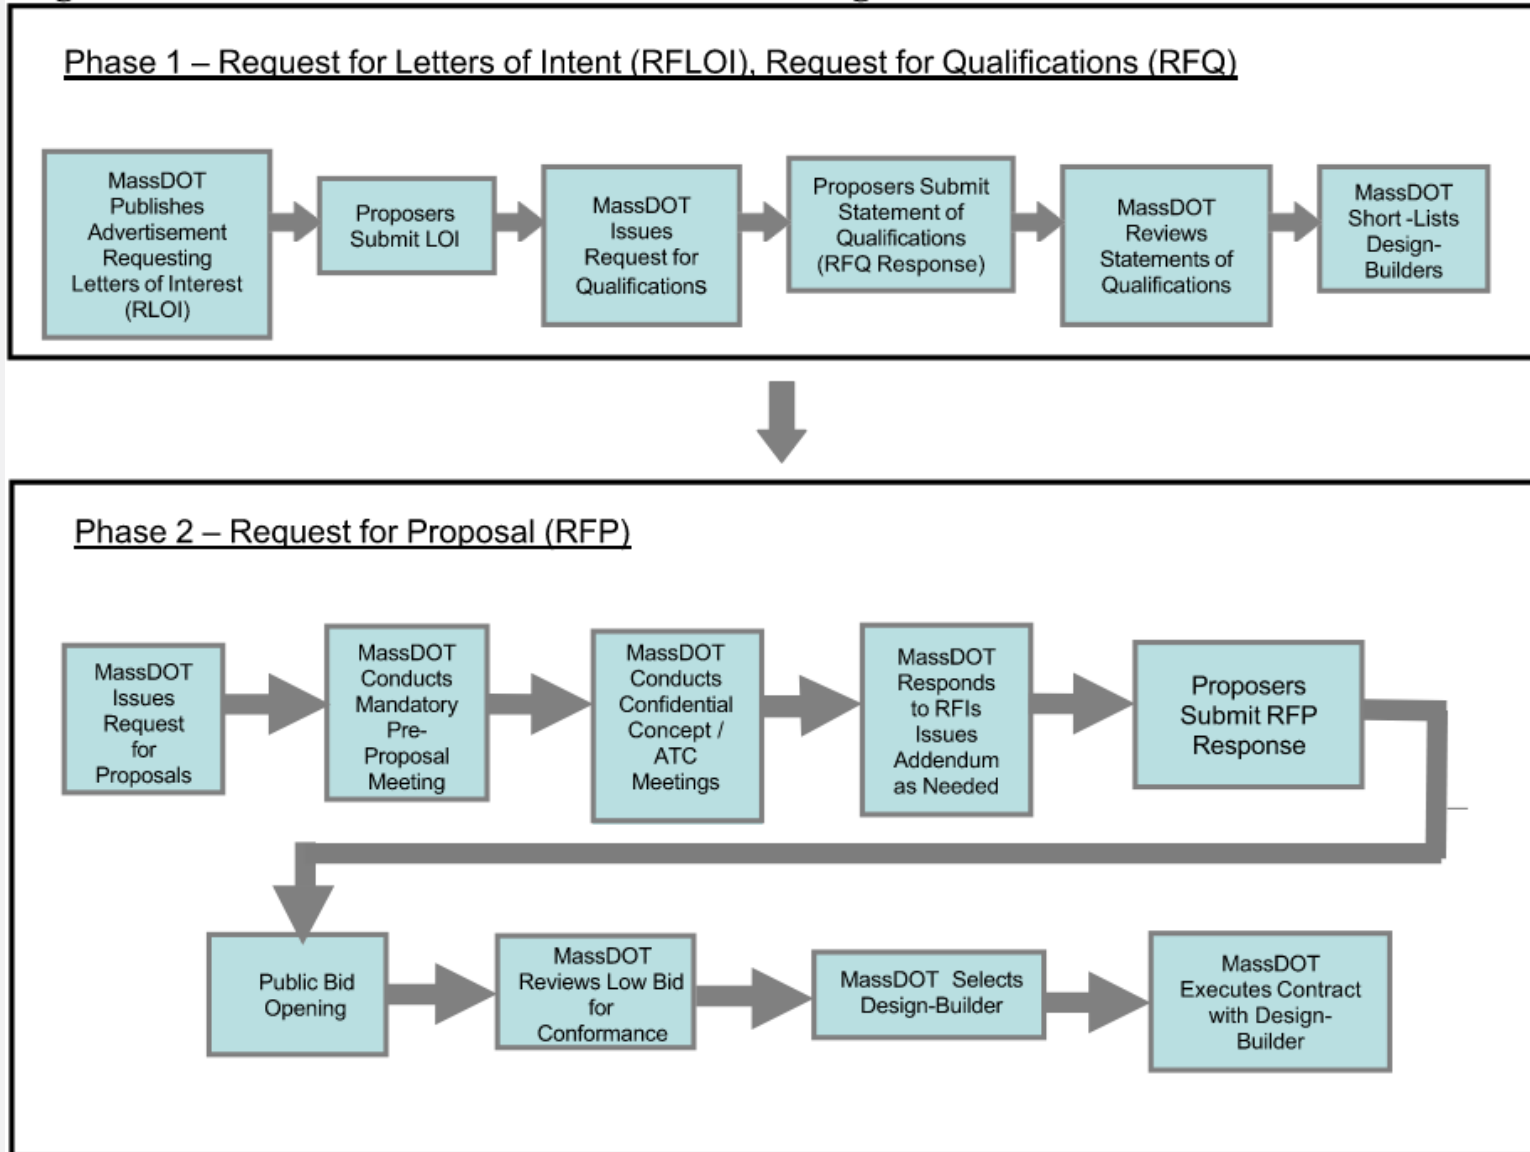 Phase 1 – Request for Letters of Intent (RFLOI), Request for Qualifications (RFQ)
MassDOT
Publishes
Advertisement
Requesting
Letters of Interest
(RLOI)
Proposers
Submit LOI
MassDOT
Issues
Request for
Qualifications
Proposers Submit
Statement of
Qualifications
(RFQ Response)
MassDOT
Reviews
Statements of
Qualifications
MassDOT
Short -Lists
Design-
Builders
Phase 2 – Request for Proposal (RFP)
MassDOT
Issues
Request
for
Proposals
MassDOT
Conducts
Mandatory
Pre-
Proposal
Meeting
MassDOT
Conducts
Confidential
Concept /
ATC
Meetings
MassDOT
Responds
to RFIs
Issues
Addendum
as Needed
Proposers
Submit RFP
Response
Public Bid
Opening
MassDOT
Reviews Low Bid
for
Conformance
MassDOT Selects
Design-Builder
MassDOT
Executes Contract
with Design-
Builder